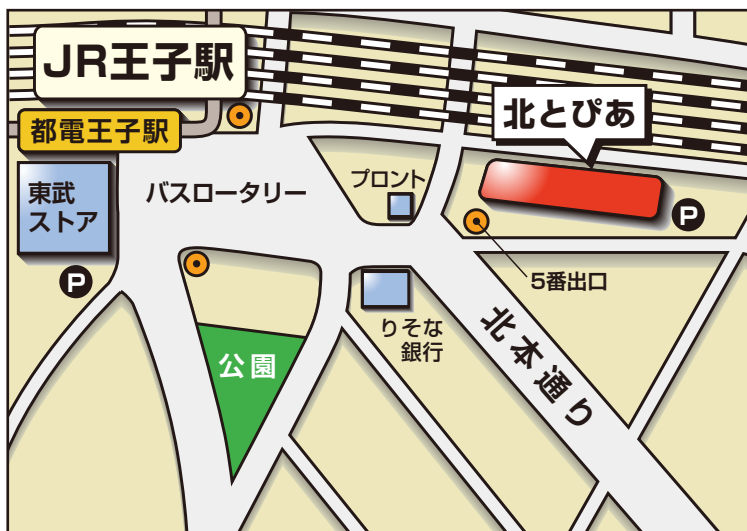 JR王子駅
都電王子駅
北とぴあ
東武
ストア
バスロータリー
プロント
P
5番出口
P
りそな
銀行
北本通り
公園